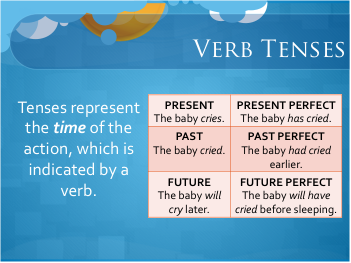 VERB TENSES
Tenses represent
the time of the
action, which is
indicated by a
verb.
PRESENT
The baby cries.
PRESENT PERFECT
The baby has cried.
PAST
The baby cried.
PAST PERFECT
The baby had cried
earlier.
FUTURE
The baby will
cry later.
FUTURE PERFECT
The baby will have
cried before sleeping.